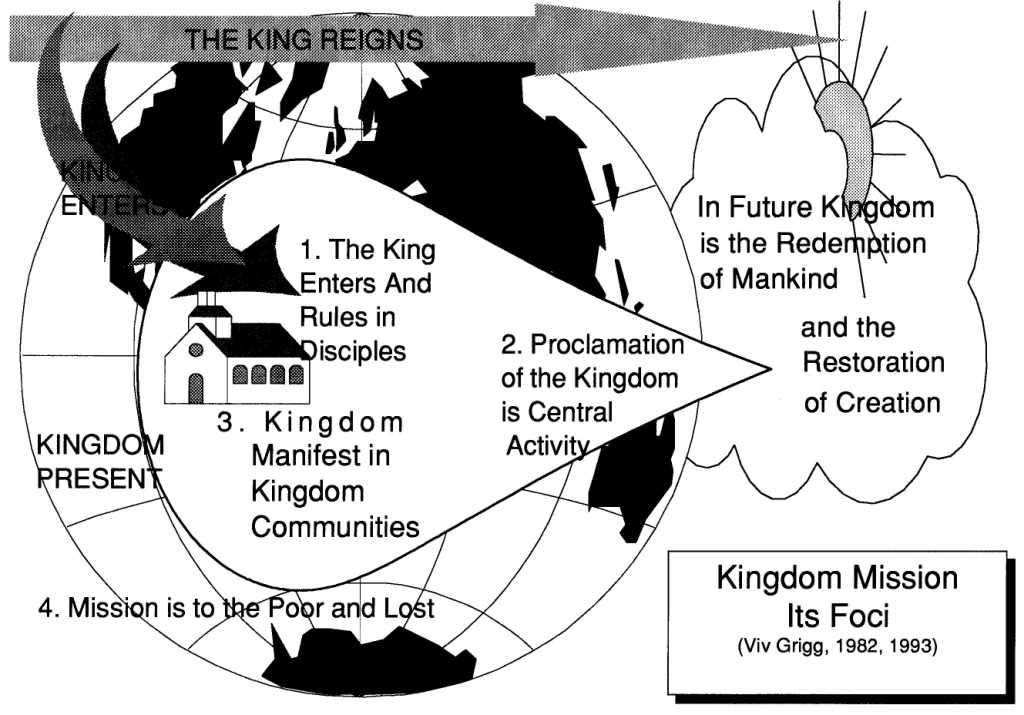 THE KING REIGNS
KING
ENTERS
1. The King
Enters And
Rules in
Disciples
2. Proclamation
of the Kingdom
is Central
Activity
3. Kingdom
Manifest in
Kingdom
Communities
KINGDOM
PRESENT
4. Mission is to the Poor and Lost
In Future Kingdom
is the Redemption
of Mankind
and the
Restoration
of Creation
Kingdom Mission
Its Foci
(Viv Grigg, 1982, 1993)